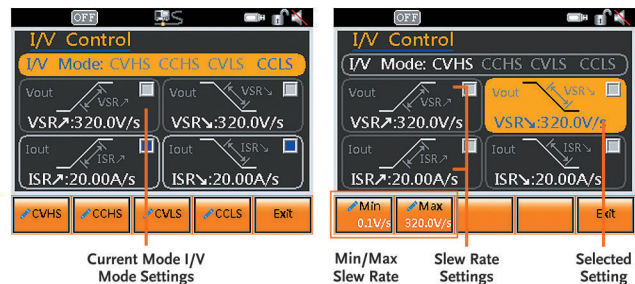 OFF
I/V Control
I/V Mode: CVHS CCHS CVLS CCLS
Vout
VSR↗
VSR↗:320.0V/s
Vout
VSR↘
VSR↘:320.0V/s
Iout
ISR↗
ISR↗:20.00A/s
Iout
ISR↘
ISR↘:20.00A/s
CVHS CCHS CVLS CCLS Exit
Current Mode I/V
Mode Settings
OFF
I/V Control
I/V Mode: CVHS CCHS CVLS CCLS
Vout
VSR↗
VSR↗:320.0V/s
Vout
VSR↘
VSR↘:320.0V/s
Iout
ISR↗
ISR↗:20.00A/s
Iout
ISR↘
ISR↘:20.00A/s
Min
0.1V/s
Max
320.0V/s
Exit
Min/Max
Slew Rate
Slew Rate
Settings
Selected
Setting